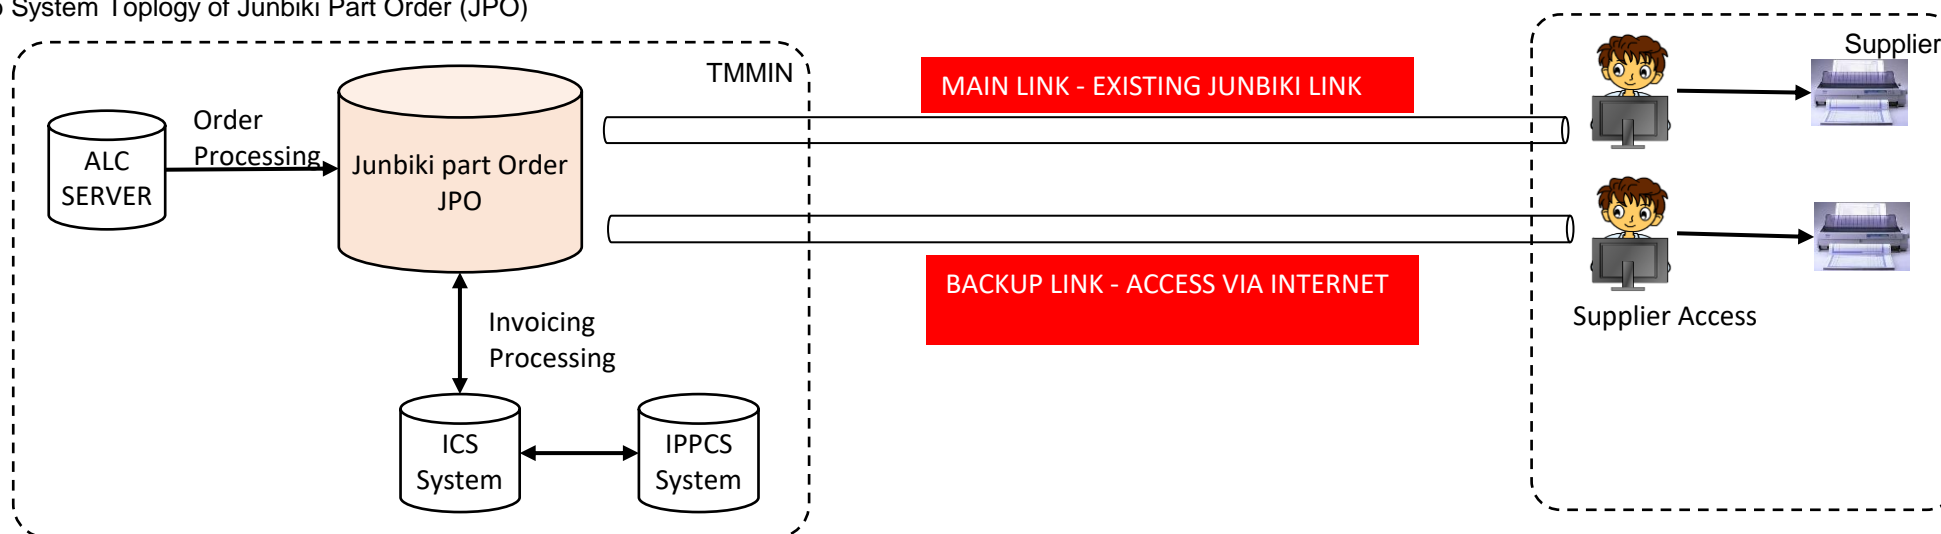 System Toplogy of Junbiki Part Order (JPO)
TMMIN
Supplier
MAIN LINK - EXISTING JUNBIKI LINK
Order
Processing
ALC
SERVER
Junbiki part Order
JPO
BACKUP LINK - ACCESS VIA INTERNET
Supplier Access
Invoicing
Processing
ICS
System
IPPCS
System